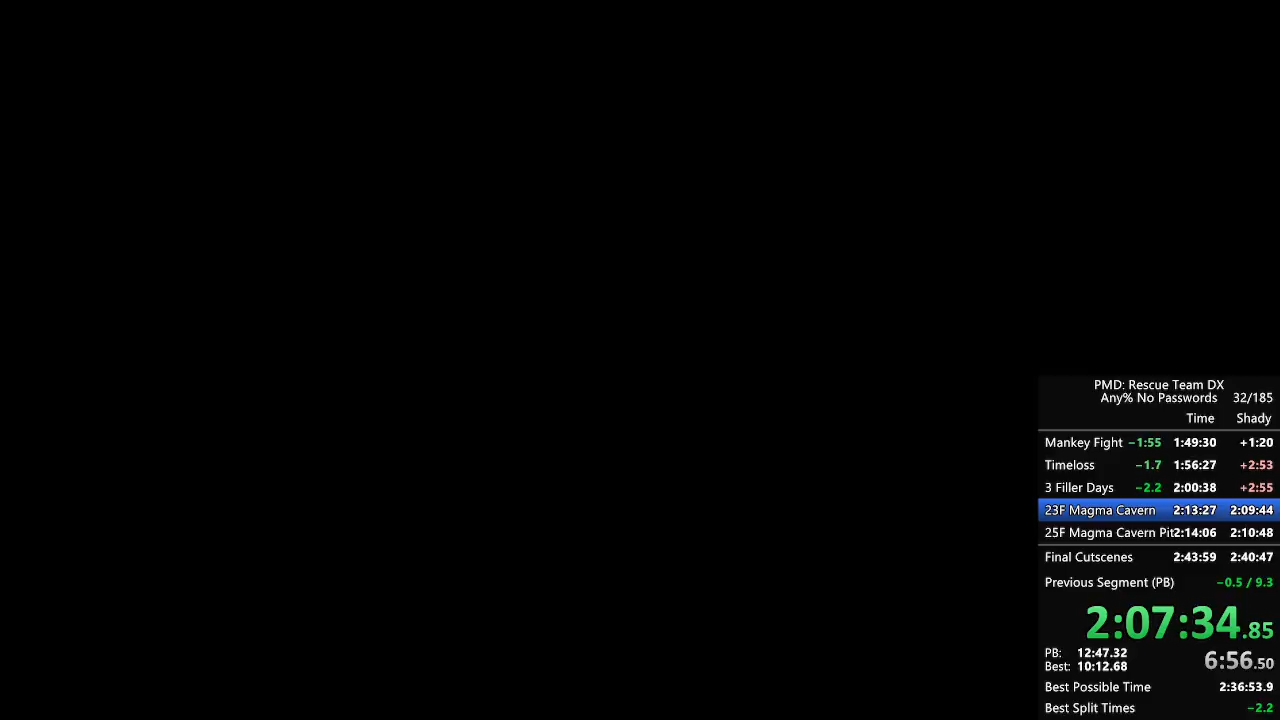 PMD: Rescue Team DX
Any% No Passwords 32/185
Time Shady
Mankey Fight −1:55 1:49:30 +1:20
Timeloss −1.7 1:56:27 +2:53
3 Filler Days −2.2 2:00:38 +2:55
23F Magma Cavern 2:13:27 2:09:44
25F Magma Cavern Pit 2:14:06 2:10:48
Final Cutscenes 2:43:59 2:40:47
Previous Segment (PB) −0.5 / 9.3
2:07:34.85
PB: 12:47.32
Best: 10:12.68
6:56.50
Best Possible Time 2:36:53.9
Best Split Times −2.2